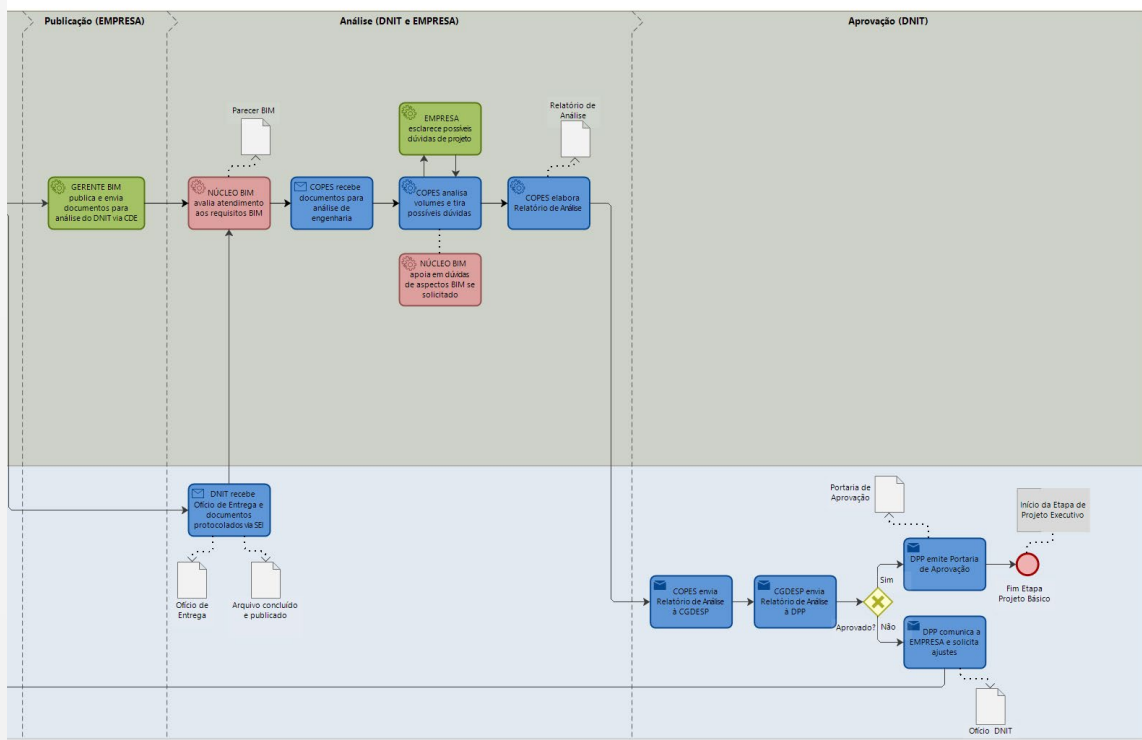 Publicação (EMPRESA)
Análise (DNIT e EMPRESA)
Aprovação (DNIT)
GERENTE BIM
publica e envia
documentos para
análise do DNIT via CDE
Parecer BIM
NÚCLEO BIM
avalia atendimento
aos requisitos BIM
COPES recebe
documentos para
análise de
engenharia
EMPRESA
esclarece possíveis
dúvidas de projeto
COPES analisa
volumes e tira
possíveis dúvidas
NÚCLEO BIM
apoia em dúvidas
de aspectos BIM se
solicitado
Relatório de
Análise
COPES elabora
Relatório de Análise
DNIT recebe
Ofício de Entrega e
documentos
protocolados via SEI
Ofício de
Entrega
Arquivo concluído
e publicado
COPES envia
Relatório de Análise
à CGDESP
CGDESP envia
Relatório de Análise
à DPP
Aprovado?
Sim
Não
Portaria de
Aprovação
DPP emite Portaria
de Aprovação
Início da Etapa de
Projeto Executivo
Fim Etapa
Projeto Básico
DPP comunica a
EMPRESA e solicita
ajustes
Ofício DNIT